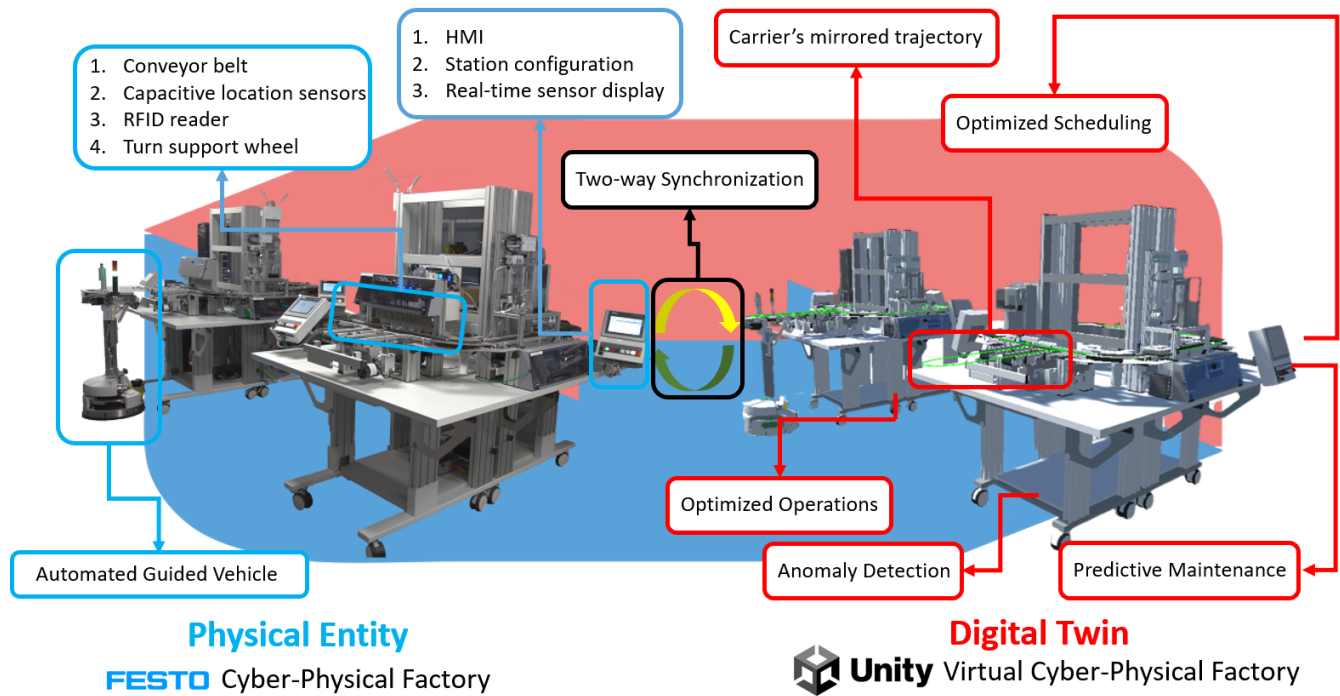 1. HMI
2. Station configuration
3. Real-time sensor display
Carrier's mirrored trajectory
1. Conveyor belt
2. Capacitive location sensors
3. RFID reader
4. Turn support wheel
Optimized Scheduling
Two-way Synchronization
Optimized Operations
Automated Guided Vehicle
Anomaly Detection
Predictive Maintenance
Physical Entity
FESTO Cyber-Physical Factory
Digital Twin
Unity Virtual Cyber-Physical Factory